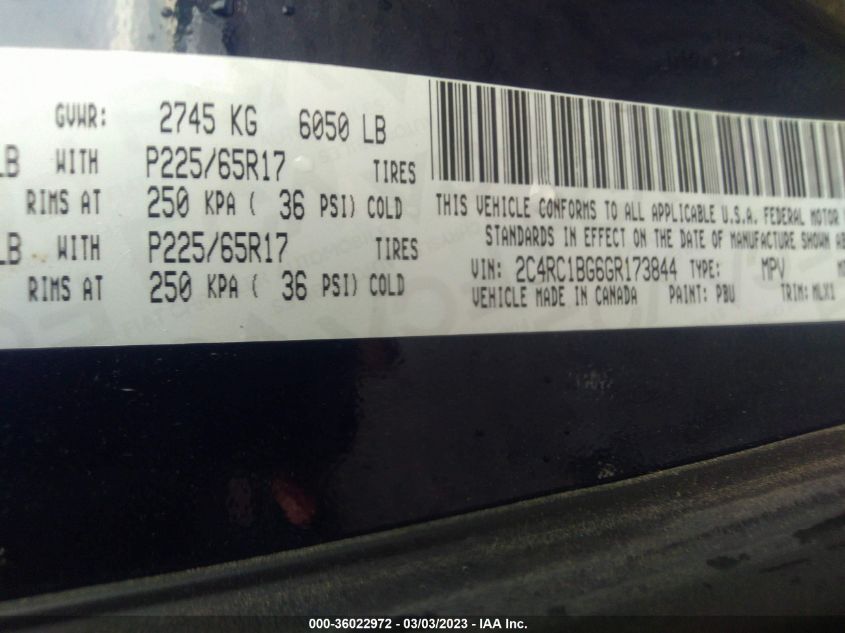 GVWR: 2745 KG 6050 LB
LB WITH P225/65R17 TIRES
RIMS AT 250 KPA ( 36 PSI) COLD
LB WITH P225/65R17 TIRES
RIMS AT 250 KPA ( 36 PSI) COLD
THIS VEHICLE CONFORMS TO ALL APPLICABLE U.S.A. FEDERAL MOTOR
STANDARDS IN EFFECT ON THE DATE OF MANUFACTURE SHOWN AB
VIN: 2C4RC1BG6GR173844 TYPE: MPV
VEHICLE MADE IN CANADA PAINT: PBU TRIM: MLX1
000-36022972 - 03/03/2023 - IAA Inc.